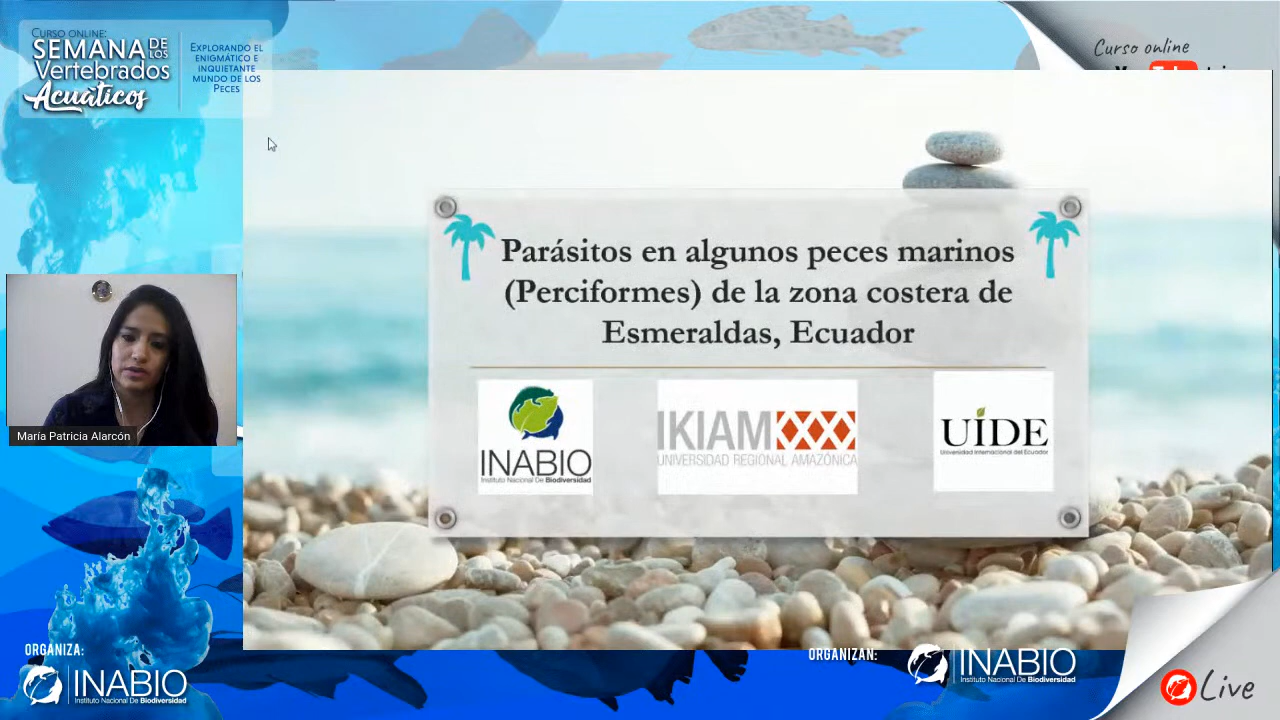 CURSO ONLINE:
SEMANA DE LOS
Vertebrados
Acuáticos
EXPLORANDO EL
ENIGMÁTICO E
INQUIETANTE
MUNDO DE LOS
PECES
Curso online
Parásitos en algunos peces marinos
(Perciformes) de la zona costera de
Esmeraldas, Ecuador
INABIO
Instituto Nacional De Biodiversidad
IKIAM
UNIVERSIDAD REGIONAL AMAZÓNICA
UIDE
Universidad Internacional del Ecuador
María Patricia Alarcón
ORGANIZA:
INABIO
Instituto Nacional De Biodiversidad
ORGANIZAN:
INABIO
Instituto Nacional De Biodiversidad
Live